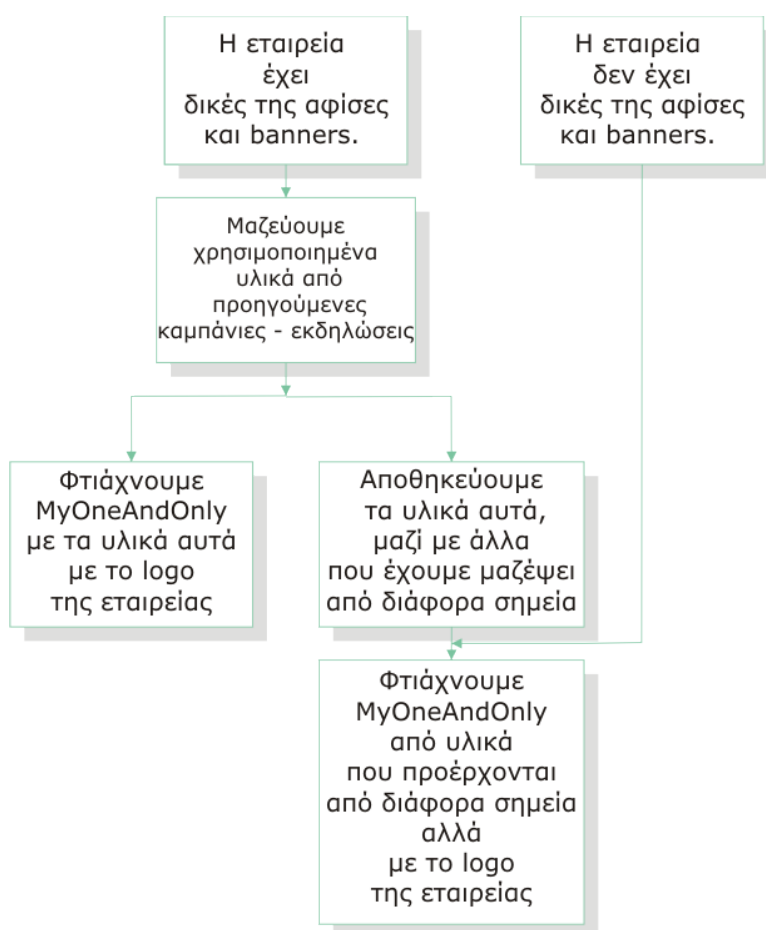 Η εταιρεία
έχει
δικές της αφίσες
και banners.
Η εταιρεία
δεν έχει
δικές της αφίσες
και banners.
Μαζεύουμε
χρησιμοποιημένα
υλικά από
προηγούμενες
καμπάνιες - εκδηλώσεις
Φτιάχνουμε
MyOneAndOnly
με τα υλικά αυτά
με το logo
της εταιρείας
Αποθηκεύουμε
τα υλικά αυτά,
μαζί με άλλα
που έχουμε μαζέψει
από διάφορα σημεία
Φτιάχνουμε
MyOneAndOnly
από υλικά
που προέρχονται
από διάφορα σημεία
αλλά
με το logo
της εταιρείας